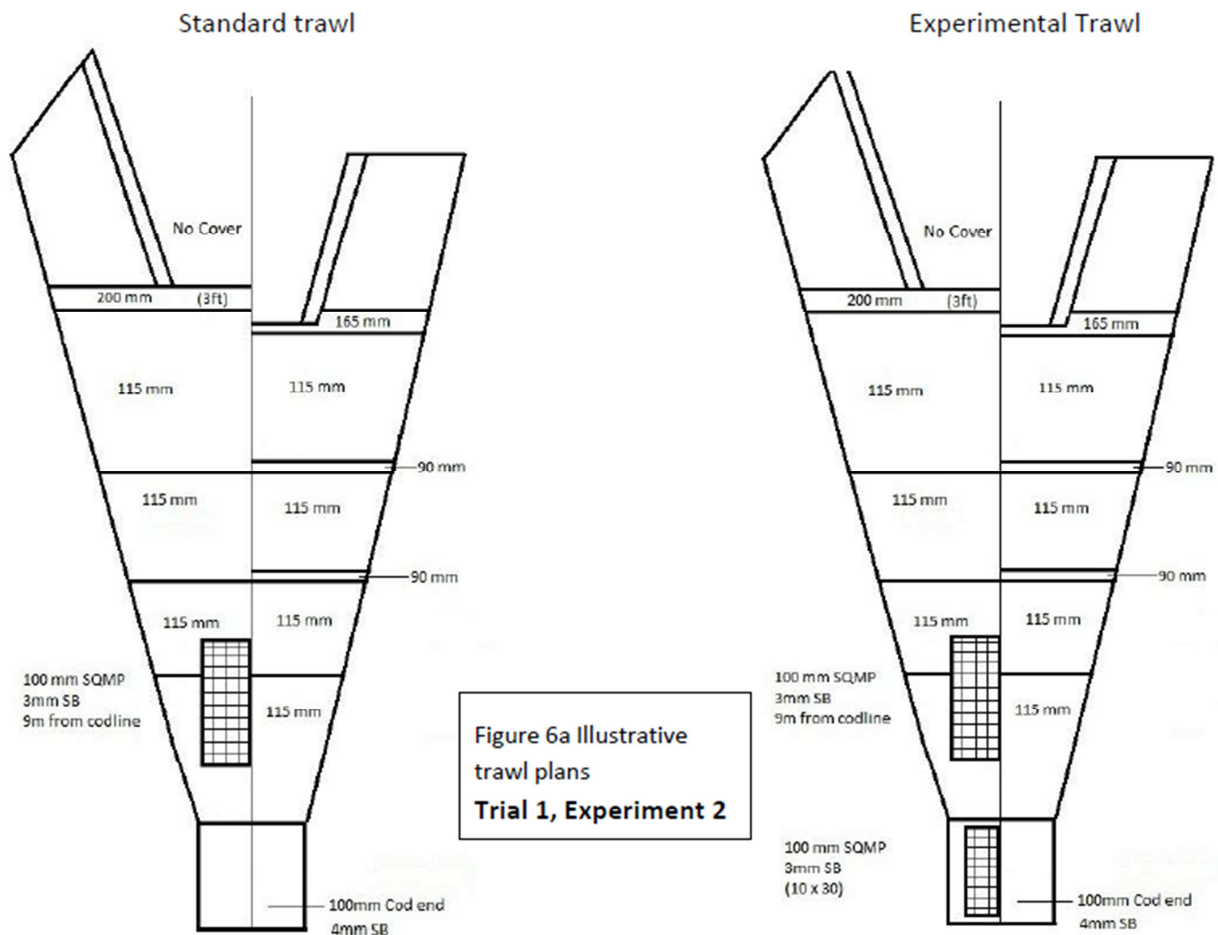 Standard trawl
No Cover
200 mm (3ft)
165 mm
115 mm
115 mm
90 mm
115 mm
115 mm
90 mm
115 mm
115 mm
100 mm SQMP
3mm SB
9m from codline
115 mm
100mm Cod end
4mm SB
Figure 6a Illustrative
trawl plans
Trial 1, Experiment 2
Experimental Trawl
No Cover
200 mm (3ft)
165 mm
115 mm
115 mm
90 mm
115 mm
115 mm
90 mm
115 mm
115 mm
100 mm SQMP
3mm SB
9m from codline
115 mm
100 mm SQMP
3mm SB
(10 x 30)
100mm Cod end
4mm SB